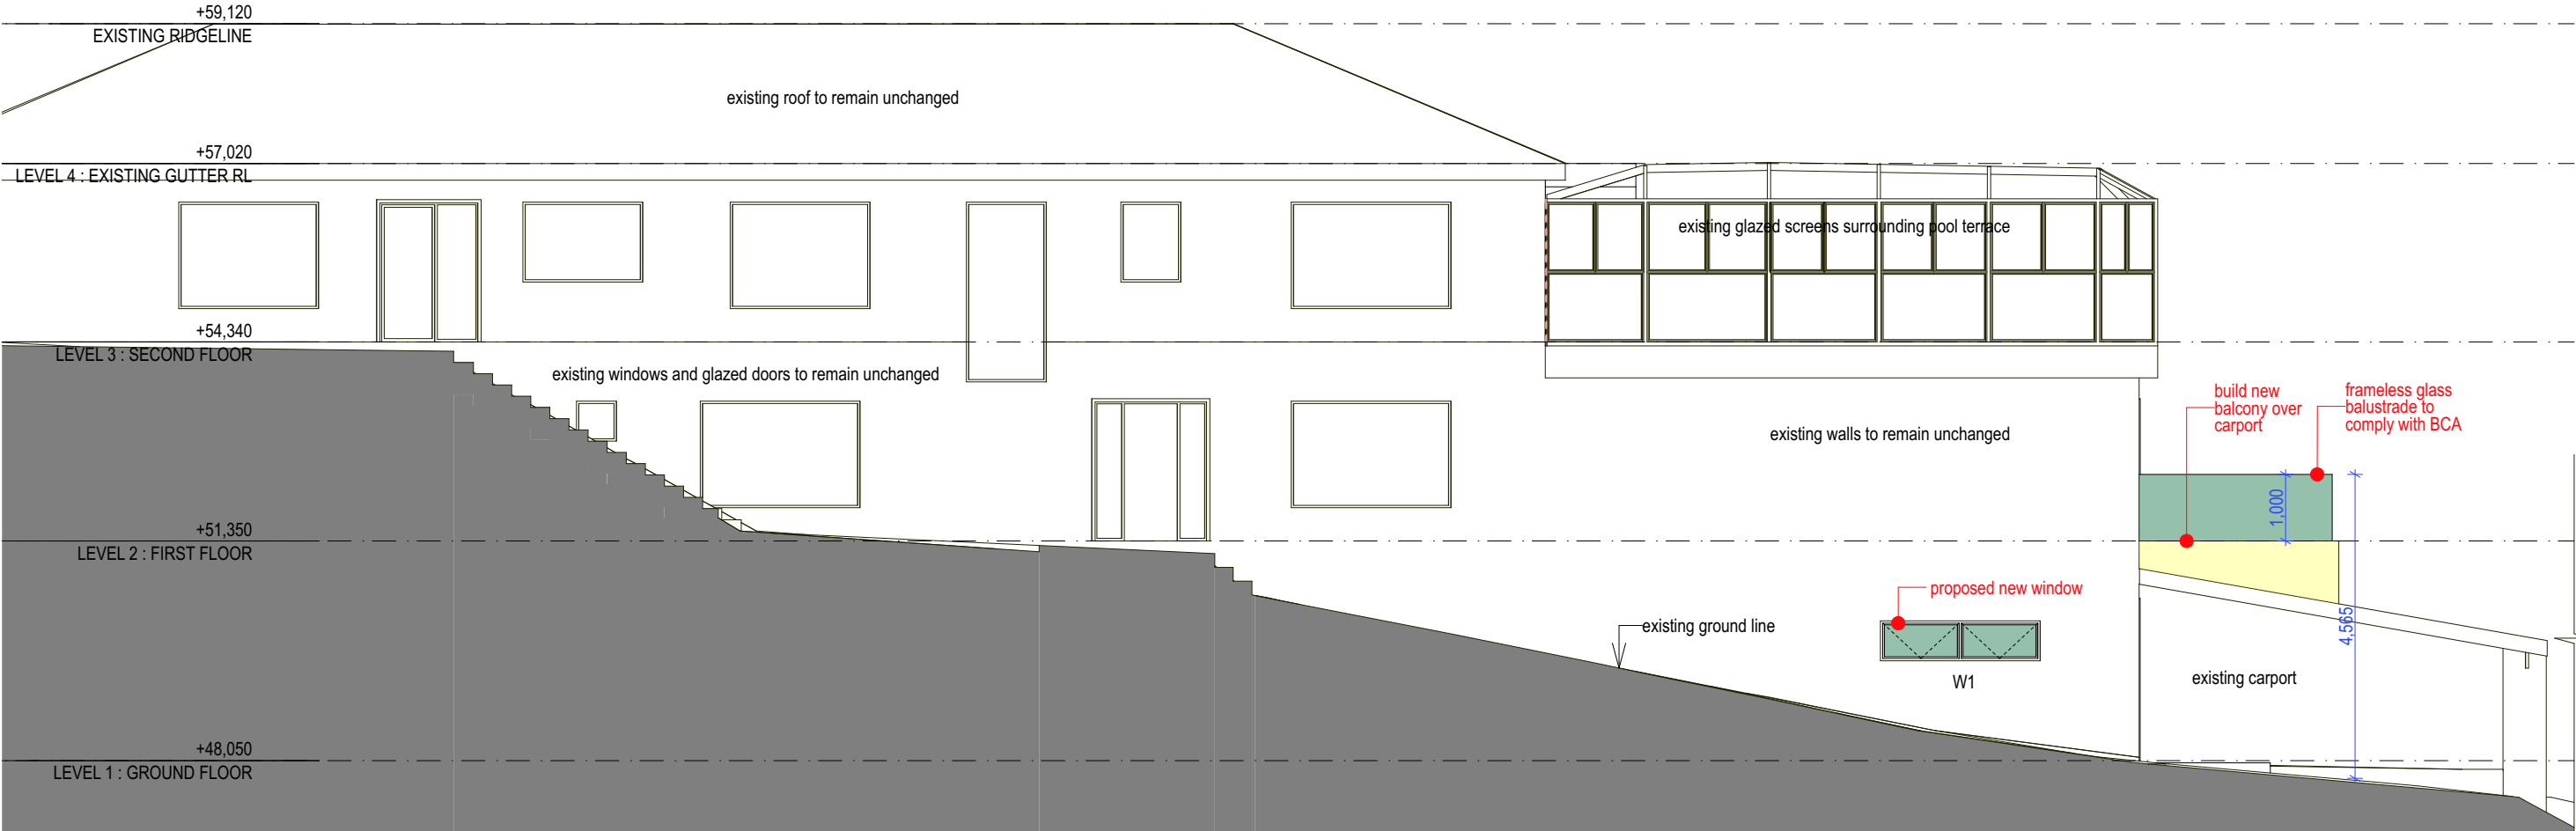 +59,120
EXISTING RIDGELINE
existing roof to remain unchanged
+57,020
LEVEL 4 : EXISTING GUTTER RL
existing glazed screens surrounding pool terrace
+54,340
LEVEL 3 : SECOND FLOOR
existing windows and glazed doors to remain unchanged
build new
balcony over
carport
frameless glass
balustrade to
comply with BCA
existing walls to remain unchanged
1,000
+51,350
LEVEL 2 : FIRST FLOOR
proposed new window
4,565
existing ground line
W1
existing carport
+48,050
LEVEL 1 : GROUND FLOOR